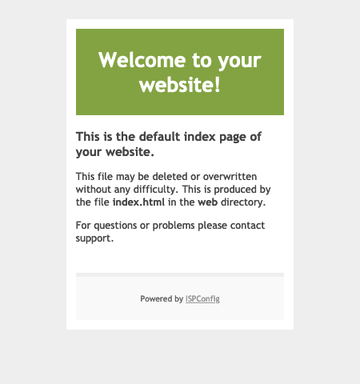 Welcome to your
website!
This is the default index page of
your website.
This file may be deleted or overwritten
without any difficulty. This is produced by
the file index.html in the web directory.
For questions or problems please contact
support.
Powered by ISPConfig